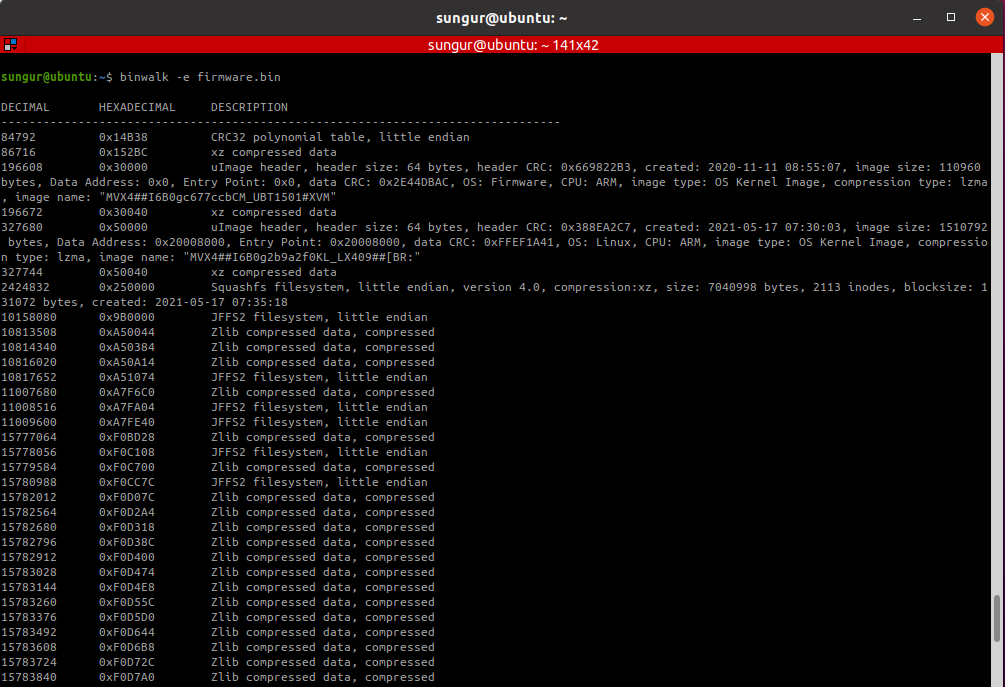 sungur@ubuntu: ~
sungur@ubuntu: ~ 141x42
sungur@ubuntu:~$ binwalk -e firmware.bin
DECIMAL       HEXADECIMAL     DESCRIPTION
--------------------------------------------------------------------------------
84792         0x14B38         CRC32 polynomial table, little endian
86716         0x152BC         xz compressed data
196608        0x30000         uImage header, header size: 64 bytes, header CRC: 0x669822B3, created: 2020-11-11 08:55:07, image size: 110960
bytes, Data Address: 0x0, Entry Point: 0x0, data CRC: 0x2E44DBAC, OS: Firmware, CPU: ARM, image type: OS Kernel Image, compression type: lzma
, image name: "MVX4##I6B0gc677ccbCM_UBT1501#XVM"
196672        0x30040         xz compressed data
327680        0x50000         uImage header, header size: 64 bytes, header CRC: 0x388EA2C7, created: 2021-05-17 07:30:03, image size: 1510792
 bytes, Data Address: 0x20008000, Entry Point: 0x20008000, data CRC: 0xFFEF1A41, OS: Linux, CPU: ARM, image type: OS Kernel Image, compressio
n type: lzma, image name: "MVX4##I6B0g2b9a2f0KL_LX409##[BR:"
327744        0x50040         xz compressed data
2424832       0x250000        Squashfs filesystem, little endian, version 4.0, compression:xz, size: 7040998 bytes, 2113 inodes, blocksize: 1
31072 bytes, created: 2021-05-17 07:35:18
10158080      0x9B0000        JFFS2 filesystem, little endian
10813508      0xA50044        Zlib compressed data, compressed
10814340      0xA50384        Zlib compressed data, compressed
10816020      0xA50A14        Zlib compressed data, compressed
10817652      0xA51074        JFFS2 filesystem, little endian
11007680      0xA7F6C0        Zlib compressed data, compressed
11008516      0xA7FA04        JFFS2 filesystem, little endian
11009600      0xA7FE40        JFFS2 filesystem, little endian
15777064      0xF0BD28        Zlib compressed data, compressed
15778056      0xF0C108        JFFS2 filesystem, little endian
15779584      0xF0C700        Zlib compressed data, compressed
15780988      0xF0CC7C        JFFS2 filesystem, little endian
15782012      0xF0D07C        Zlib compressed data, compressed
15782564      0xF0D2A4        Zlib compressed data, compressed
15782680      0xF0D318        Zlib compressed data, compressed
15782796      0xF0D38C        Zlib compressed data, compressed
15782912      0xF0D400        Zlib compressed data, compressed
15783028      0xF0D474        Zlib compressed data, compressed
15783144      0xF0D4E8        Zlib compressed data, compressed
15783260      0xF0D55C        Zlib compressed data, compressed
15783376      0xF0D5D0        Zlib compressed data, compressed
15783492      0xF0D644        Zlib compressed data, compressed
15783608      0xF0D6B8        Zlib compressed data, compressed
15783724      0xF0D72C        Zlib compressed data, compressed
15783840      0xF0D7A0        Zlib compressed data, compressed